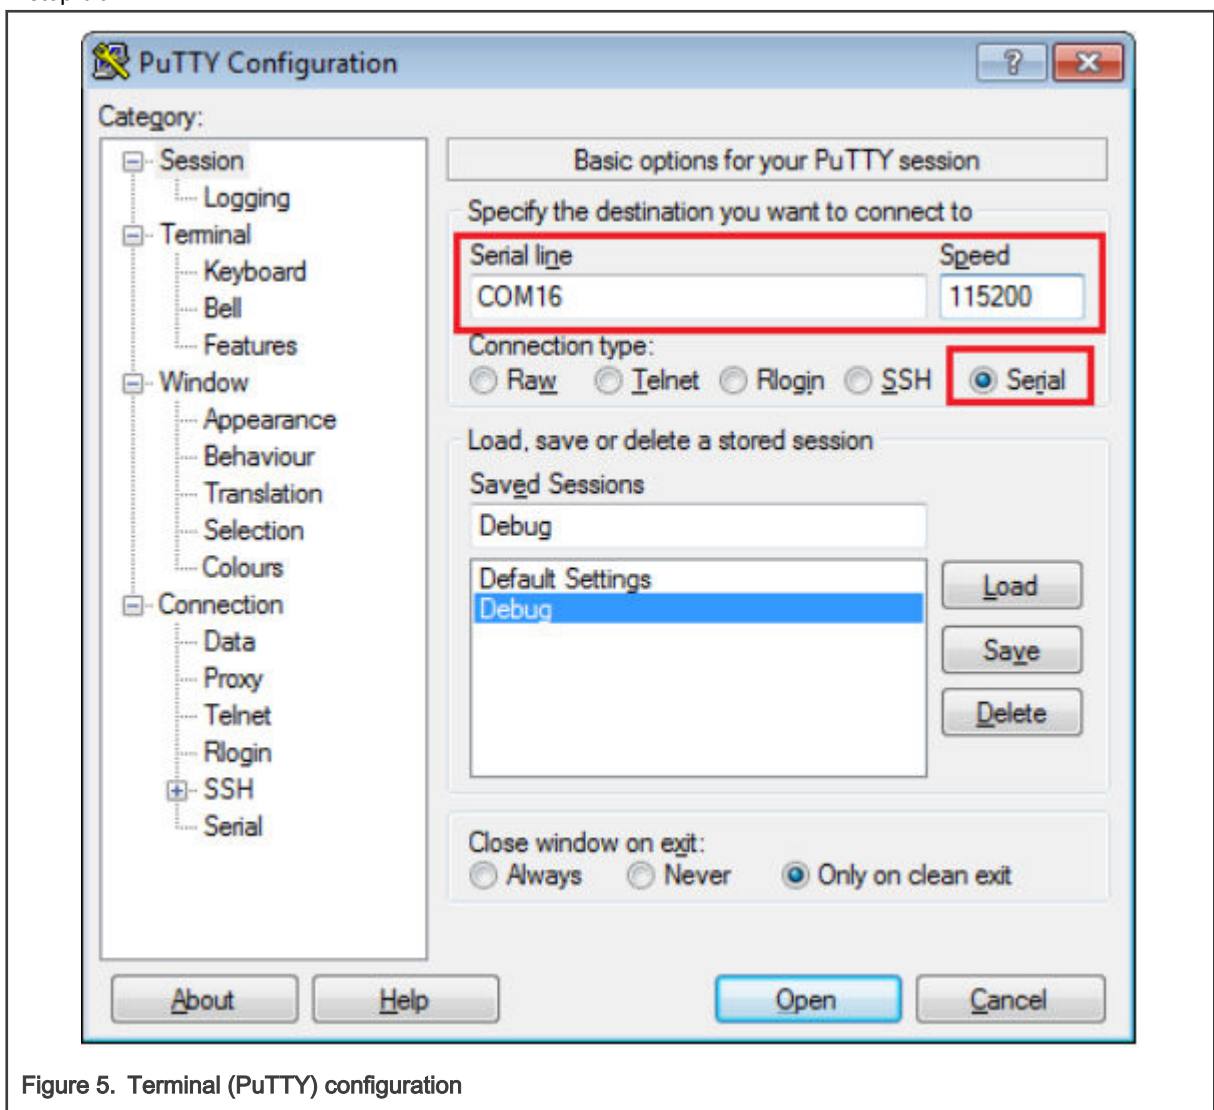 PuTTY Configuration
Category:
Session
Logging
Terminal
Keyboard
Bell
Features
Window
Appearance
Behaviour
Translation
Selection
Colours
Connection
Data
Proxy
Telnet
Rlogin
SSH
Serial
Basic options for your PuTTY session
Specify the destination you want to connect to
Serial line Speed
COM16 115200
Connection type:
Raw Telnet Rlogin SSH Serial
Load, save or delete a stored session
Saved Sessions
Debug
Default Settings
Debug
Load
Save
Delete
Close window on exit:
Always Never Only on clean exit
About Help Open Cancel
Figure 5. Terminal (PuTTY) configuration